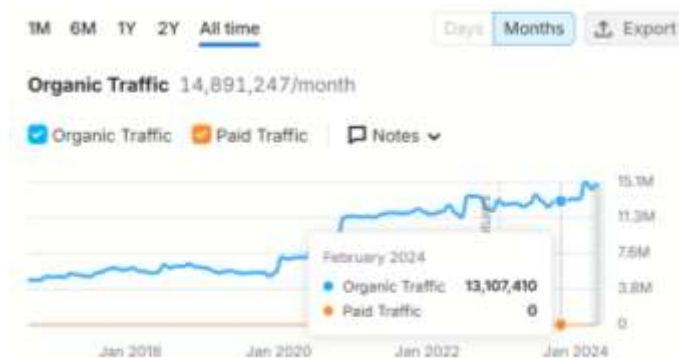 1M 6M 1Y 2Y All time Days Months Export
Organic Traffic 14,891,247/month
Organic Traffic Paid Traffic Notes
15.1M
11.3M
7.6M
3.8M
0
February 2024
Organic Traffic 13,107,410
Paid Traffic 0
Jan 2018 Jan 2020 Jan 2022 Jan 2024